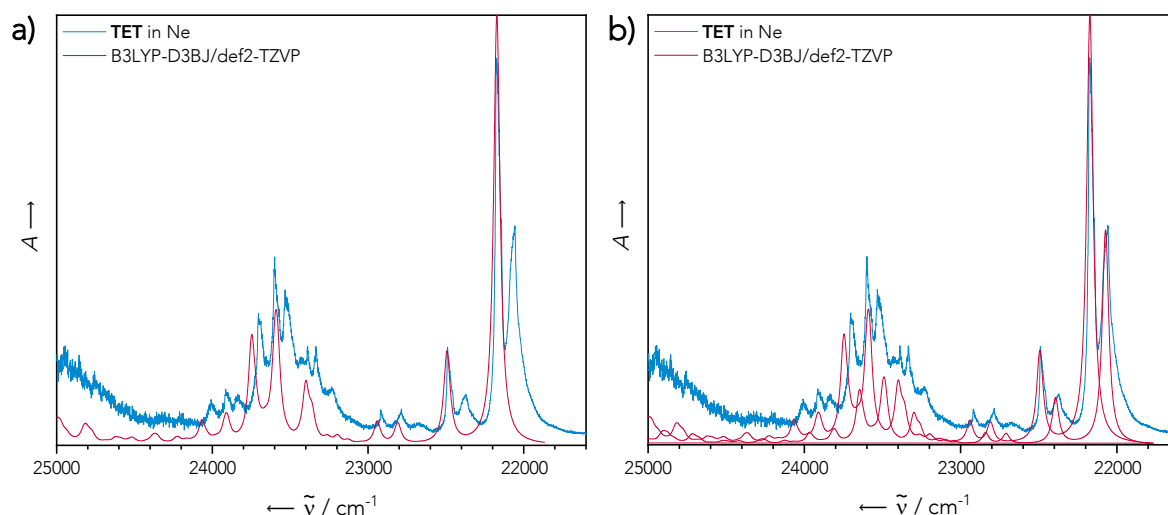 a)
TET in Ne
B3LYP-D3BJ/def2-TZVP
A ⟶
25000 24000 23000 22000
⟵ ν̃ / cm⁻¹
b)
TET in Ne
B3LYP-D3BJ/def2-TZVP
A ⟶
25000 24000 23000 22000
⟵ ν̃ / cm⁻¹